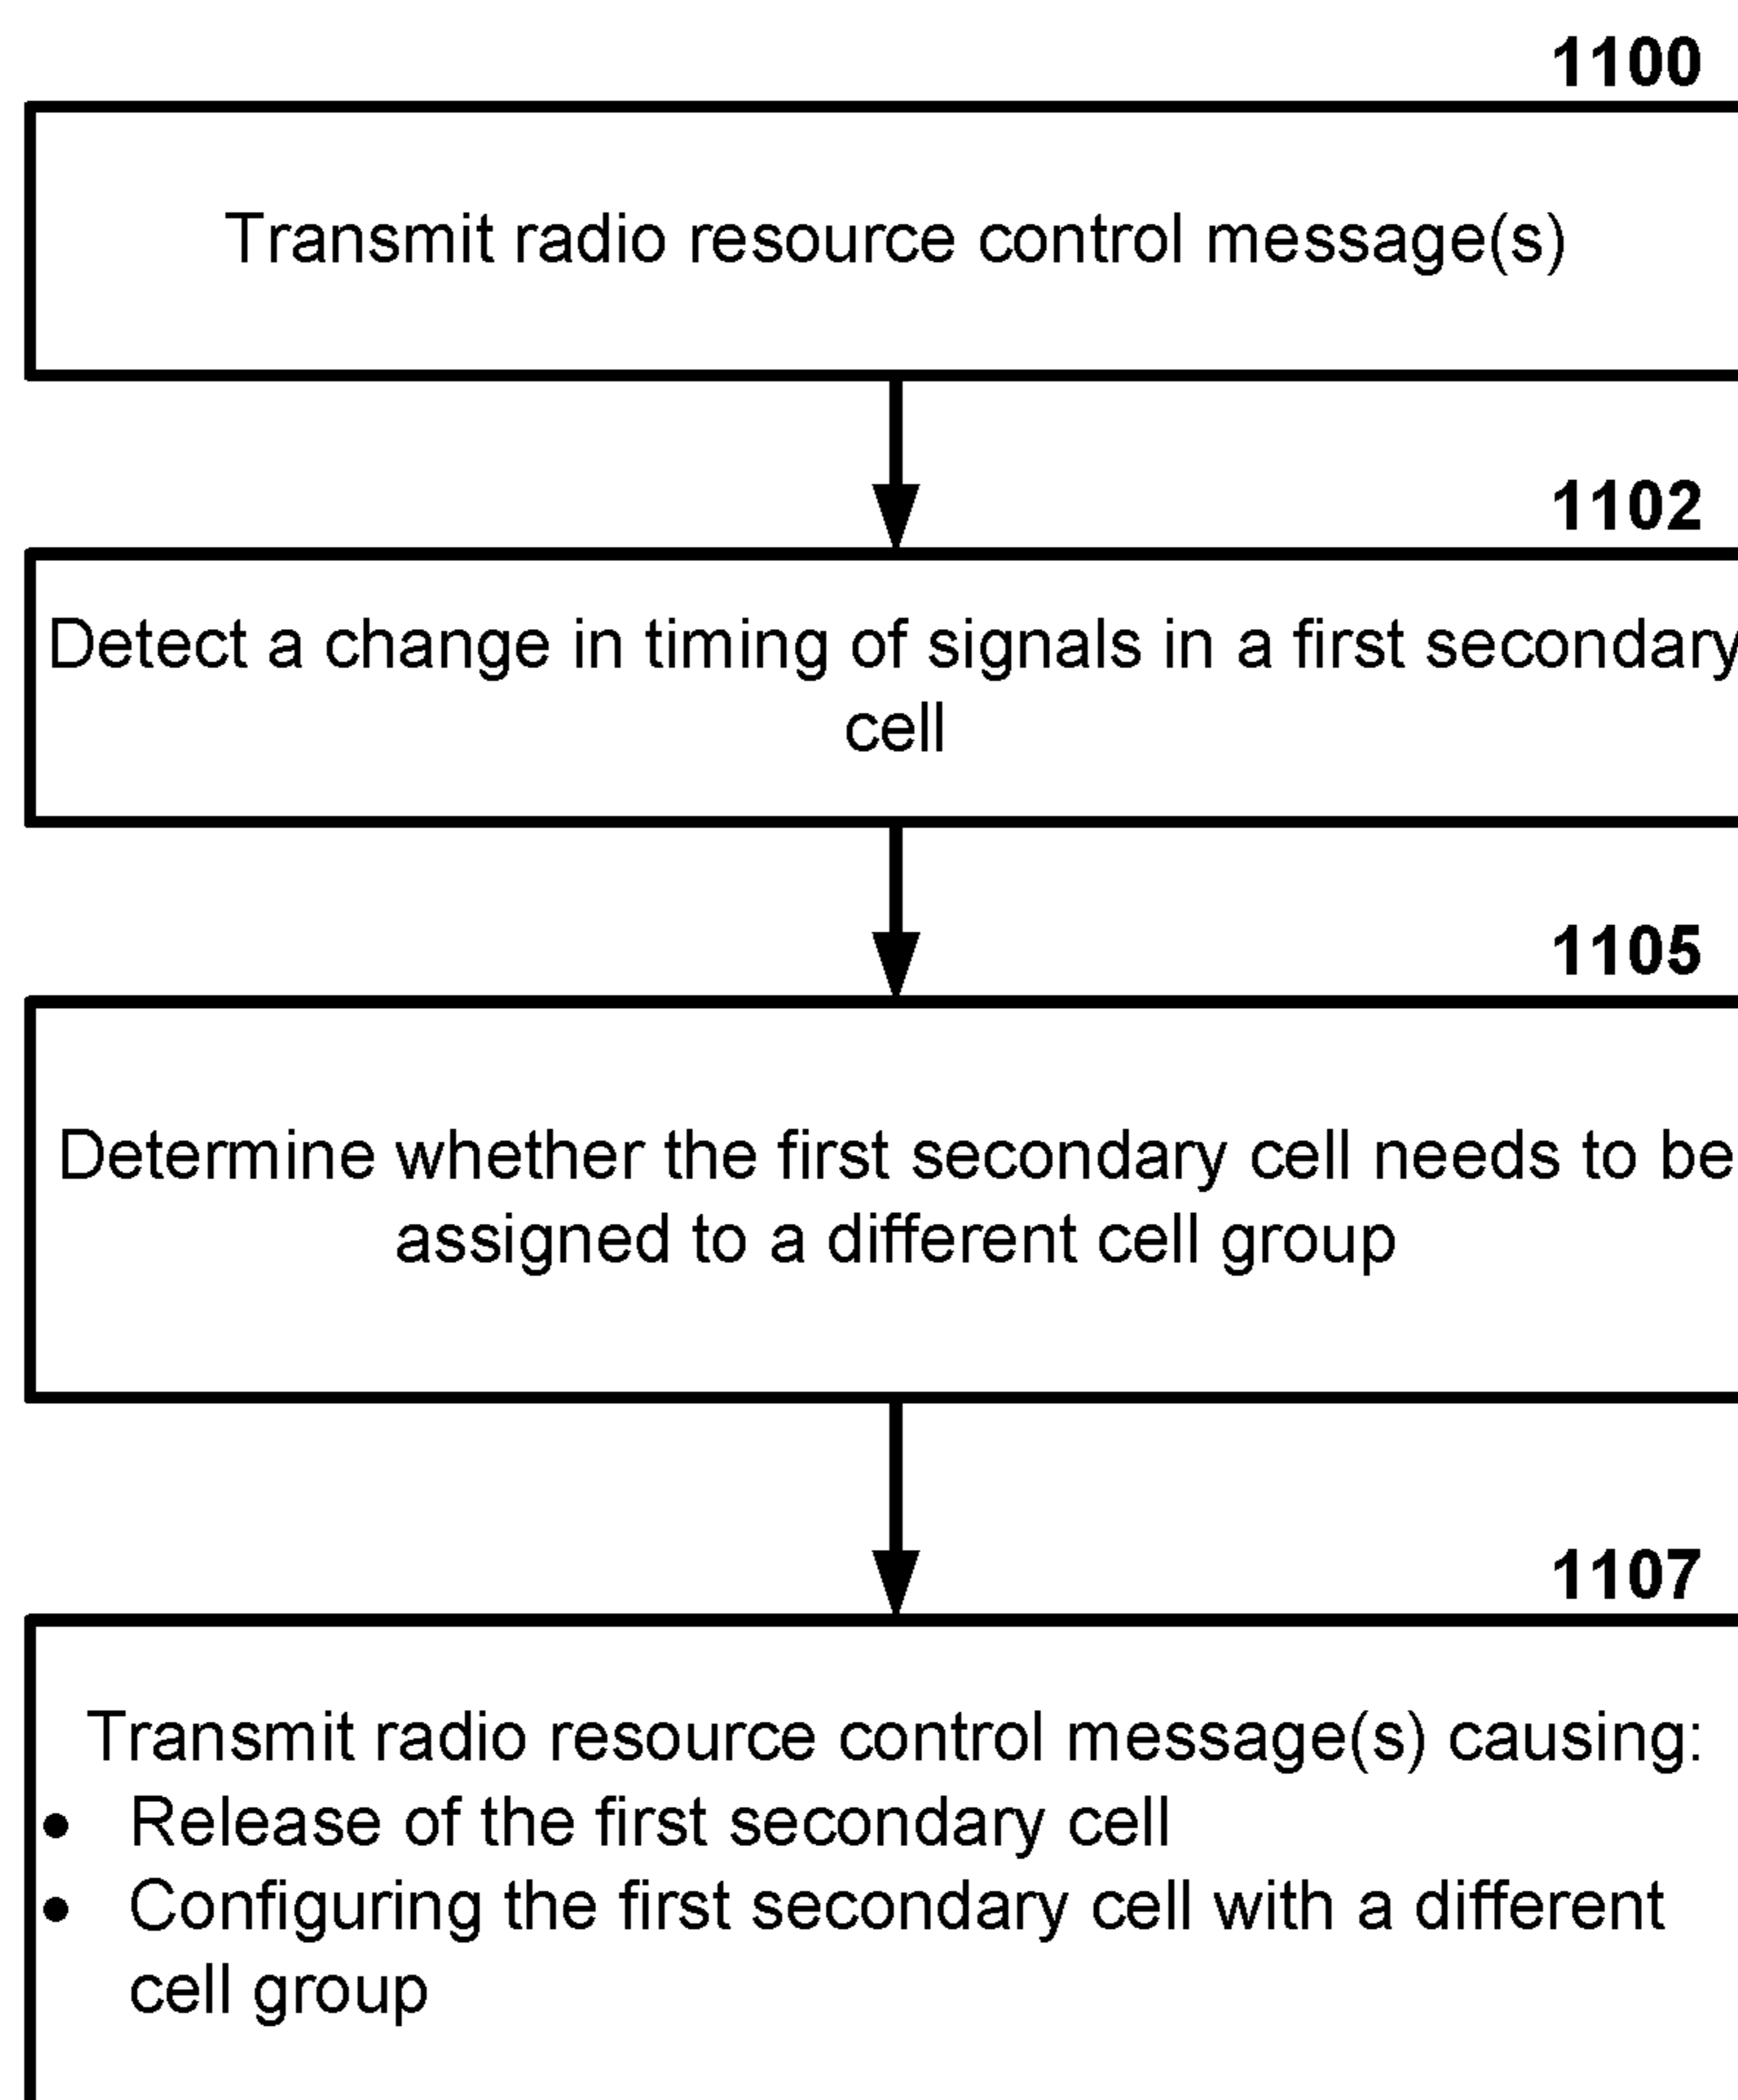 1100
Transmit radio resource control message(s)
1102
Detect a change in timing of signals in a first secondary
cell
1105
Determine whether the first secondary cell needs to be
assigned to a different cell group
1107
Transmit radio resource control message(s) causing:
• Release of the first secondary cell
• Configuring the first secondary cell with a different
cell group